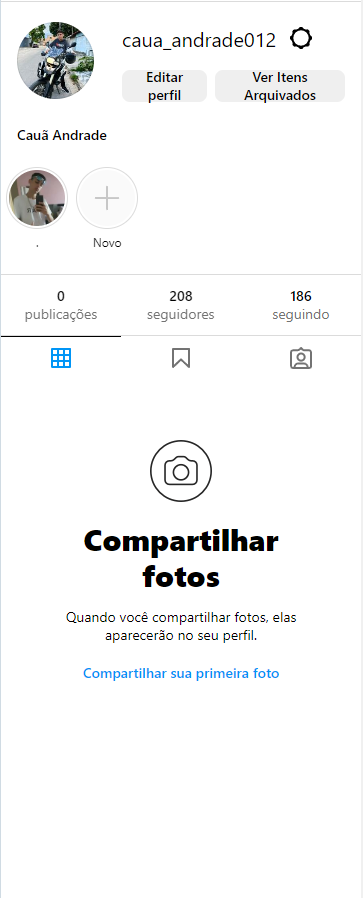 caua_andrade012
Editar
perfil
Ver Itens
Arquivados
Cauã Andrade
.
Novo
0
publicações
208
seguidores
186
seguindo
Compartilhar
fotos
Quando você compartilhar fotos, elas
aparecerão no seu perfil.
Compartilhar sua primeira foto